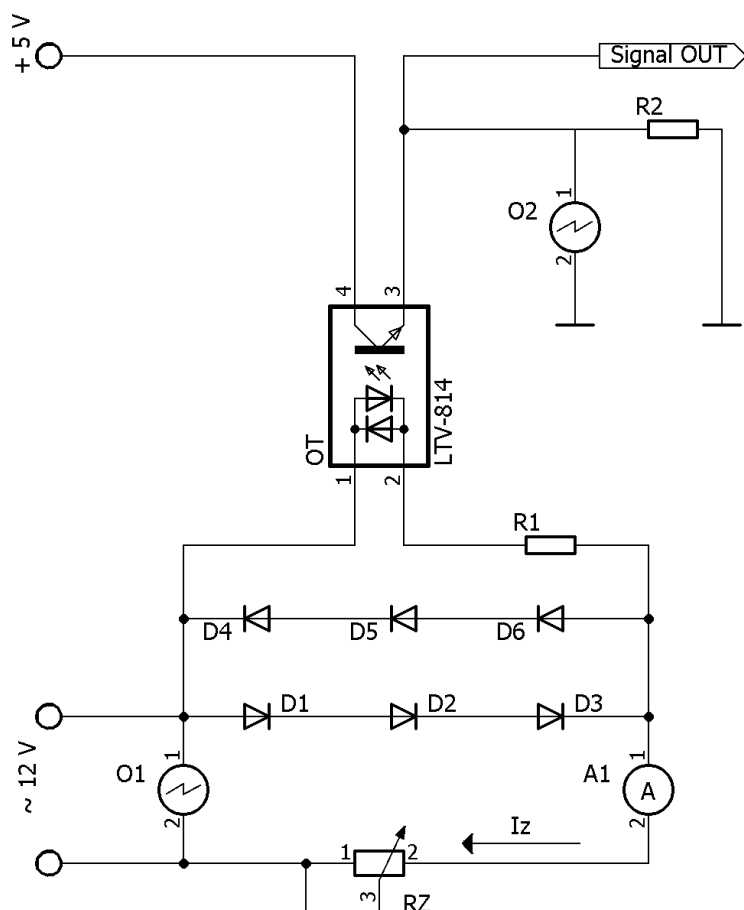 + 5 V
Signal OUT
R2
O2
1
2
4
3
OT
LTV-814
1
2
R1
D4
D5
D6
D1
D2
D3
~ 12 V
O1
1
2
A1
1
A
2
Iz
1
2
3
RZ